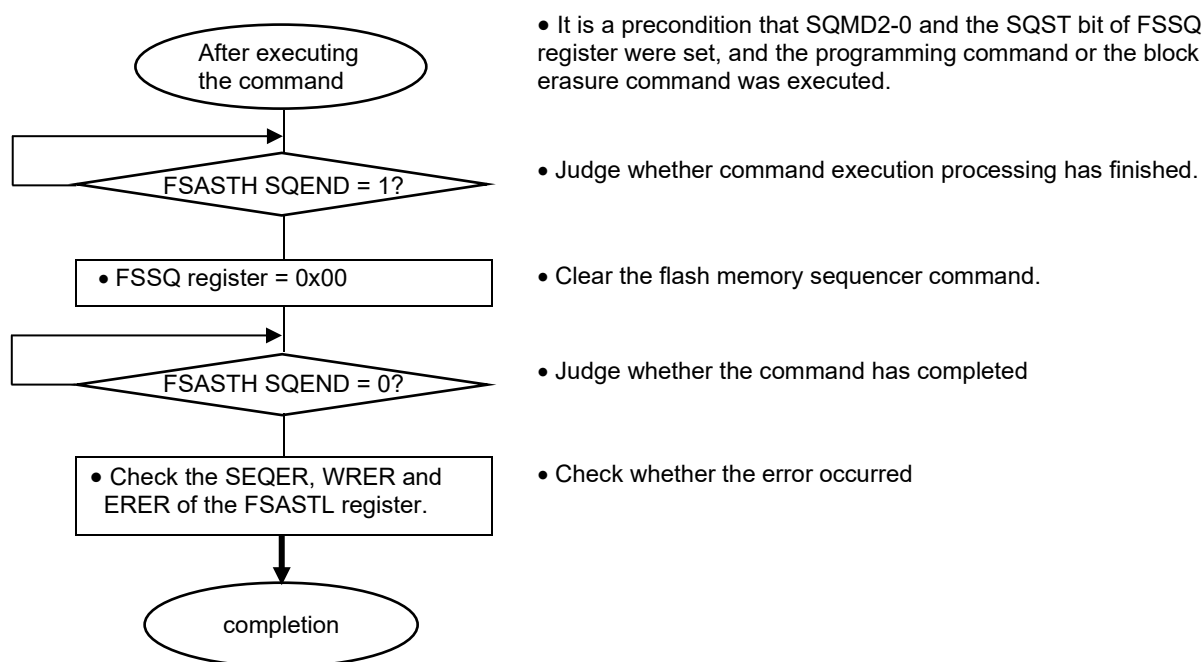 After executing
the command
• It is a precondition that SQMD2-0 and the SQST bit of FSSQ
register were set, and the programming command or the block
erasure command was executed.
FSASTH SQEND = 1?
• Judge whether command execution processing has finished.
• FSSQ register = 0x00
• Clear the flash memory sequencer command.
FSASTH SQEND = 0?
• Judge whether the command has completed
• Check the SEQER, WRER and
ERER of the FSASTL register.
• Check whether the error occurred
completion